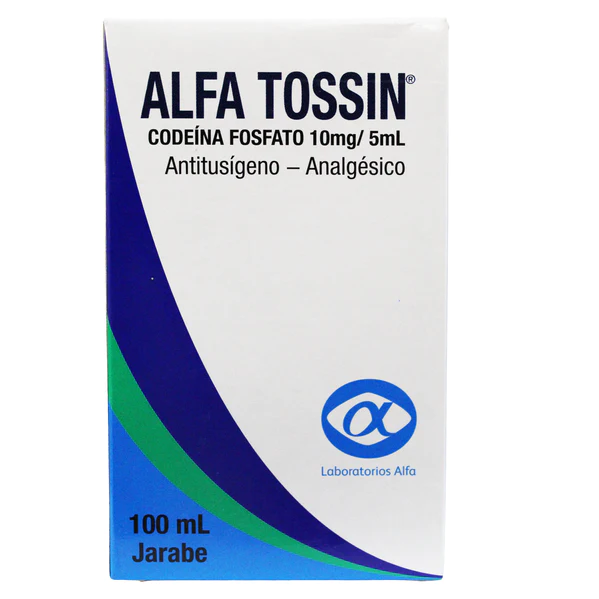 ALFA TOSSIN®
CODEÍNA FOSFATO 10mg/ 5mL
Antitusígeno – Analgésico
α
Laboratorios Alfa
100 mL
Jarabe